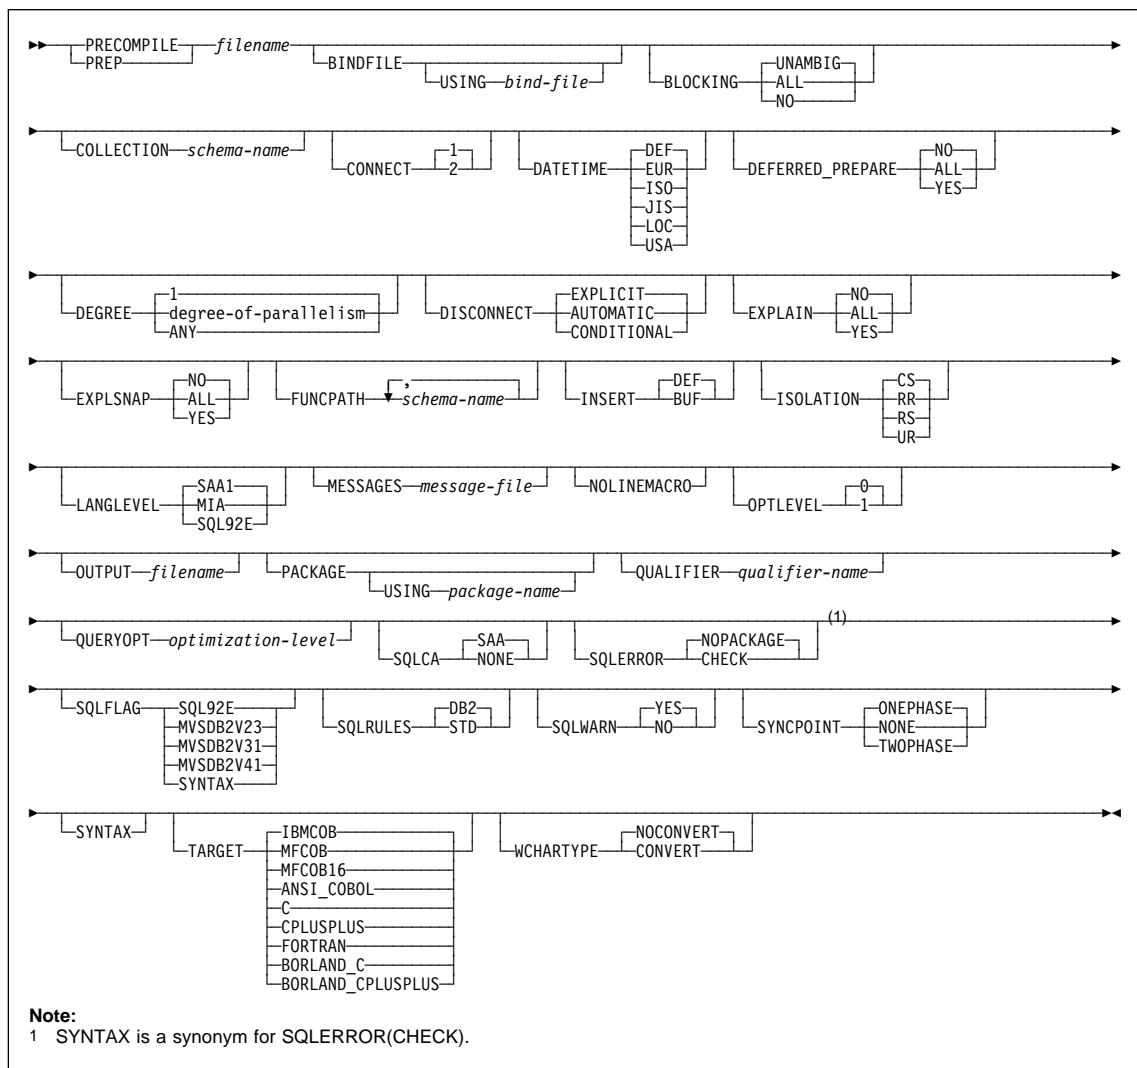 PRECOMPILE filename
PREP BINDFILE BLOCKING UNAMBIG
USING bind-file ALL
NO
COLLECTION schema-name CONNECT 1 DATETIME DEF DEFERRED_PREPARE NO
2 EUR ALL
ISO YES
JIS
LOC
USA
DEGREE 1 DISCONNECT EXPLICIT EXPLAIN NO
degree-of-parallelism AUTOMATIC ALL
ANY CONDITIONAL YES
EXPLSNAP NO FUNCPATH , INSERT DEF ISOLATION CS
ALL schema-name BUF RR
YES RS
UR
LANGLEVEL SAA1 MESSAGES message-file NOLINEMACRO OPTLEVEL 0
MIA 1
SQL92E
OUTPUT filename PACKAGE QUALIFIER qualifier-name
USING package-name
(1)
QUERYOPT optimization-level SQLCA SAA SQLERROR NOPACKAGE
NONE CHECK
SQLFLAG SQL92E SQLRULES DB2 SQLWARN YES SYNCPOINT ONEPHASE
MVSDB2V23 STD NO NONE
MVSDB2V31 TWOPHASE
MVSDB2V41
SYNTAX
SYNTAX TARGET IBMCOB WCHARTYPE NOCONVERT
MFCOB CONVERT
MFCOB16
ANSI_COBOL
C
CPLUSPLUS
FORTRAN
BORLAND_C
BORLAND_CPLUSPLUS
Note:
1 SYNTAX is a synonym for SQLERROR(CHECK).